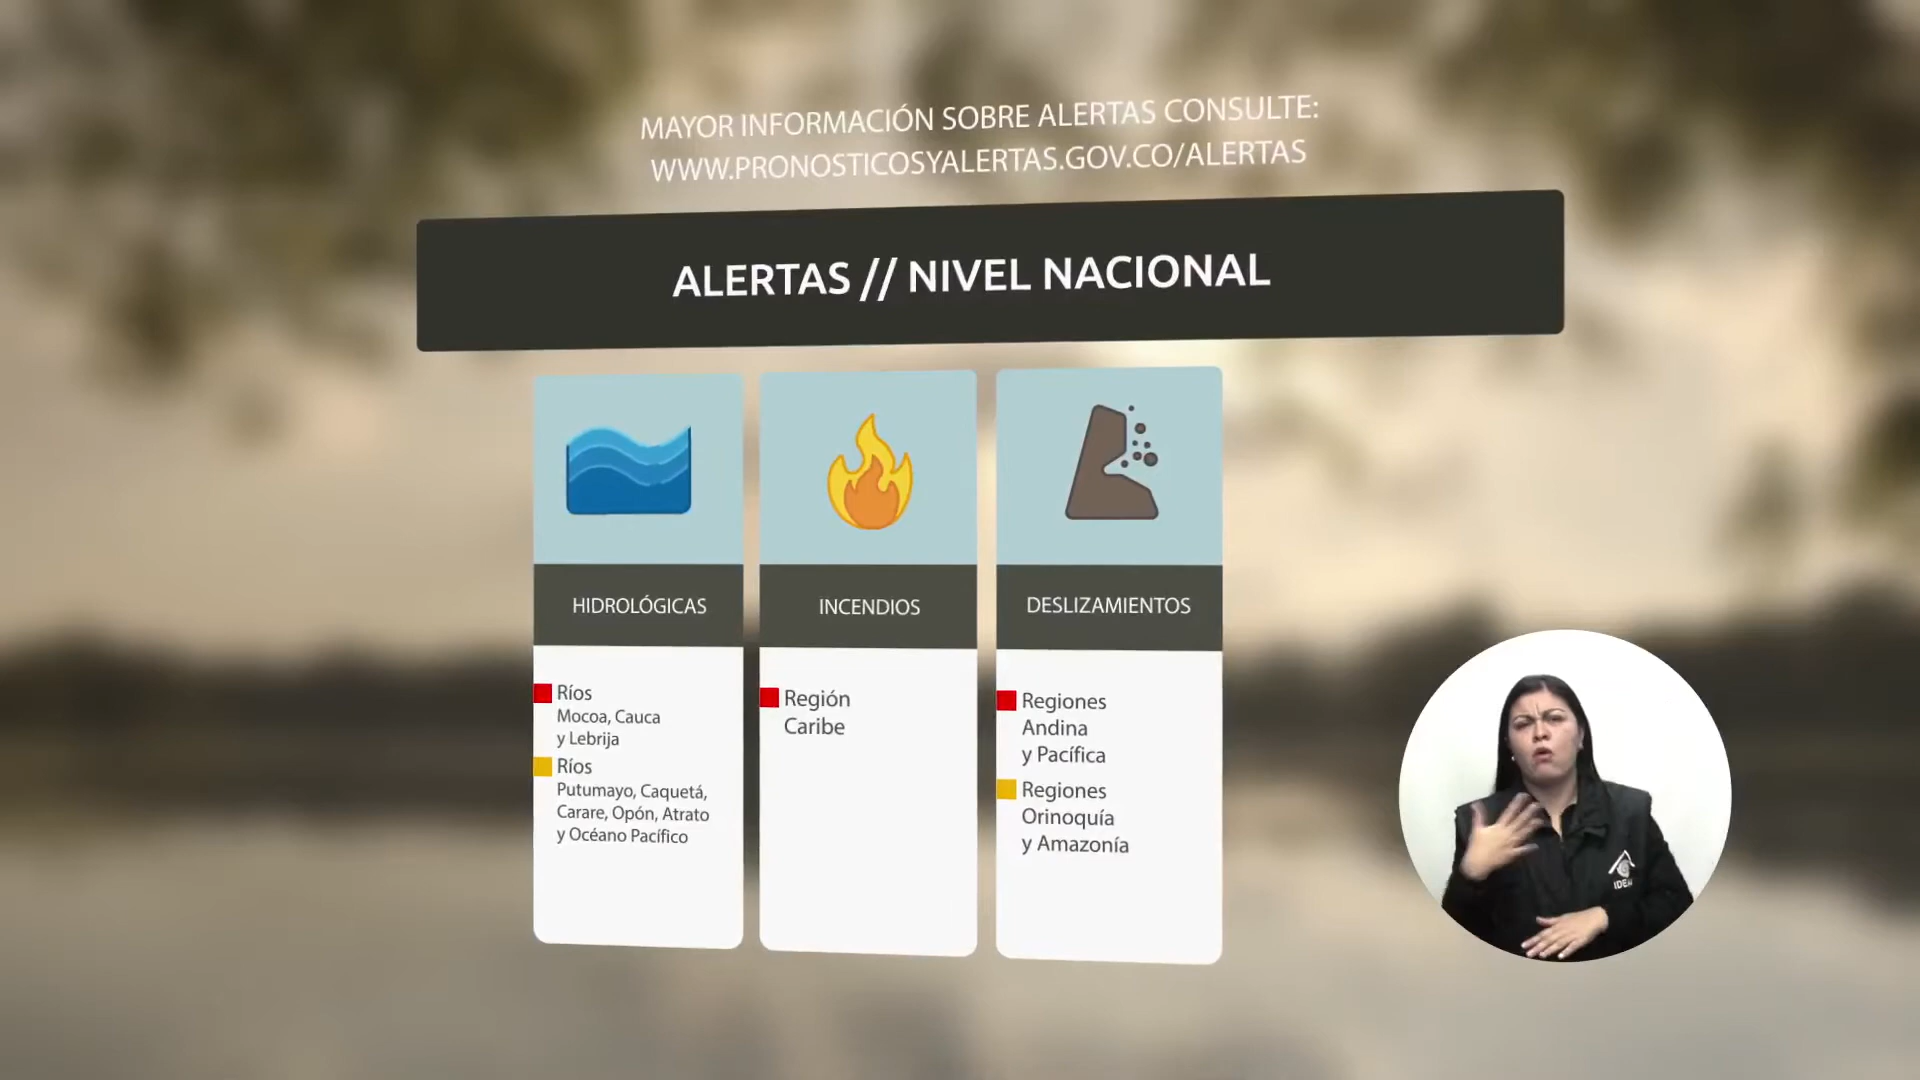 MAYOR INFORMACIÓN SOBRE ALERTAS CONSULTE:
WWW.PRONOSTICOSYALERTAS.GOV.CO/ALERTAS
ALERTAS // NIVEL NACIONAL
HIDROLÓGICAS
Ríos
Mocoa, Cauca
y Lebrija
Ríos
Putumayo, Caquetá,
Carare, Opón, Atrato
y Océano Pacífico
INCENDIOS
Región
Caribe
DESLIZAMIENTOS
Regiones
Andina
y Pacífica
Regiones
Orinoquía
y Amazonía